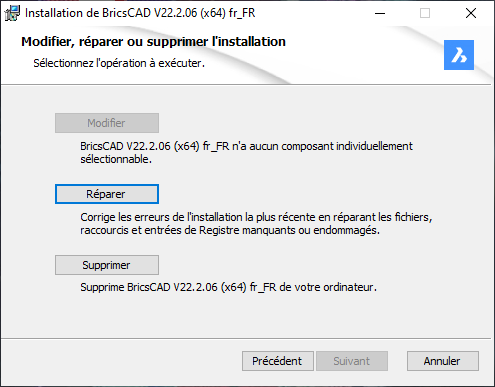 Installation de BricsCAD V22.2.06 (x64) fr_FR
Modifier, réparer ou supprimer l'installation
Sélectionnez l'opération à exécuter.
Modifier
BricsCAD V22.2.06 (x64) fr_FR n'a aucun composant individuellement
sélectionnable.
Réparer
Corrige les erreurs de l'installation la plus récente en réparant les fichiers,
raccourcis et entrées de Registre manquants ou endommagés.
Supprimer
Supprime BricsCAD V22.2.06 (x64) fr_FR de votre ordinateur.
Précédent
Suivant
Annuler